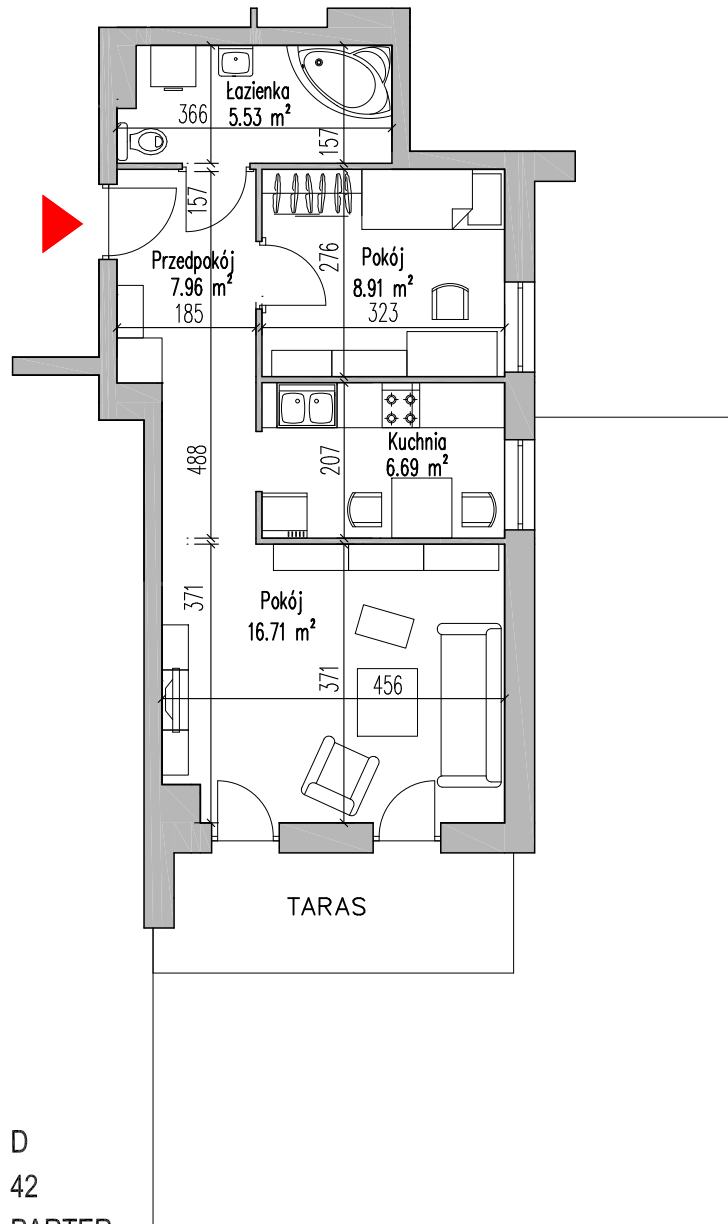 Łazienka
5.53 m²
366
157
157
Przedpokój
7.96 m²
185
276
Pokój
8.91 m²
323
488
207
Kuchnia
6.69 m²
371
Pokój
16.71 m²
371
456
TARAS
D
42
PARTER